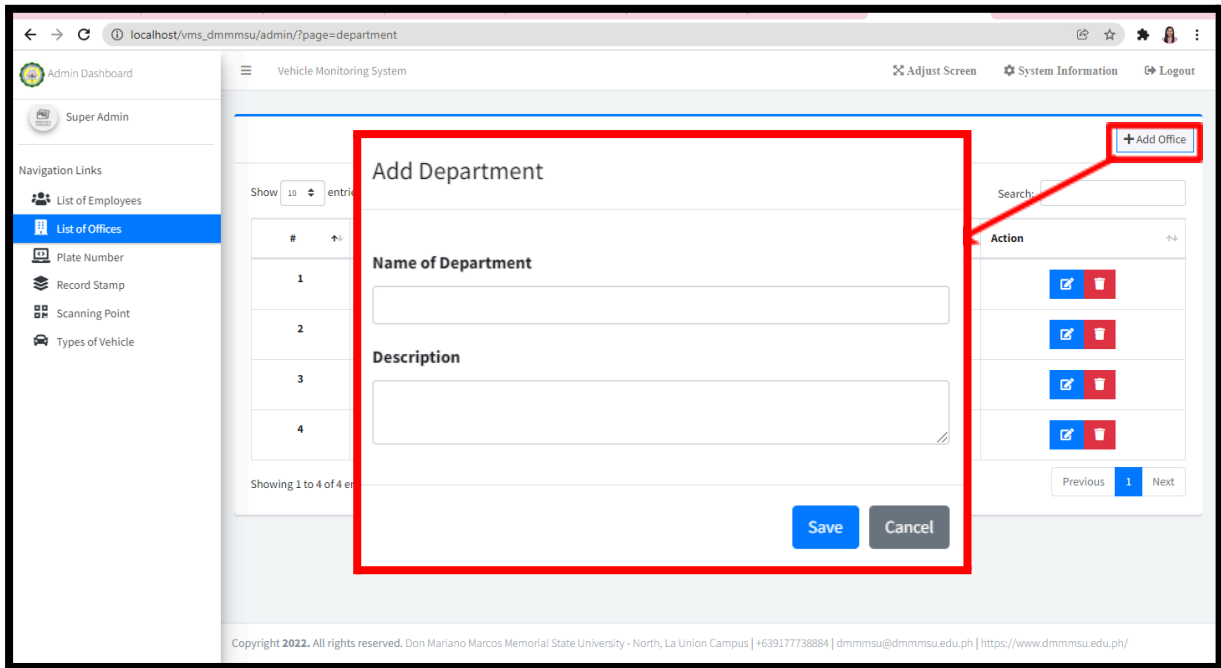 localhost/vms_dmmmsu/admin/?page=department
Admin Dashboard
Vehicle Monitoring System
Adjust Screen
System Information
Logout
Super Admin
Navigation Links
List of Employees
List of Offices
Plate Number
Record Stamp
Scanning Point
Types of Vehicle
+ Add Office
Show 10 entrie
Search:
# Action
1
2
3
4
Showing 1 to 4 of 4 en
Previous 1 Next
Add Department
Name of Department
Description
Save Cancel
Copyright 2022. All rights reserved. Don Mariano Marcos Memorial State University - North, La Union Campus | +639177738884 | dmmmsu@dmmmsu.edu.ph | https://www.dmmmsu.edu.ph/